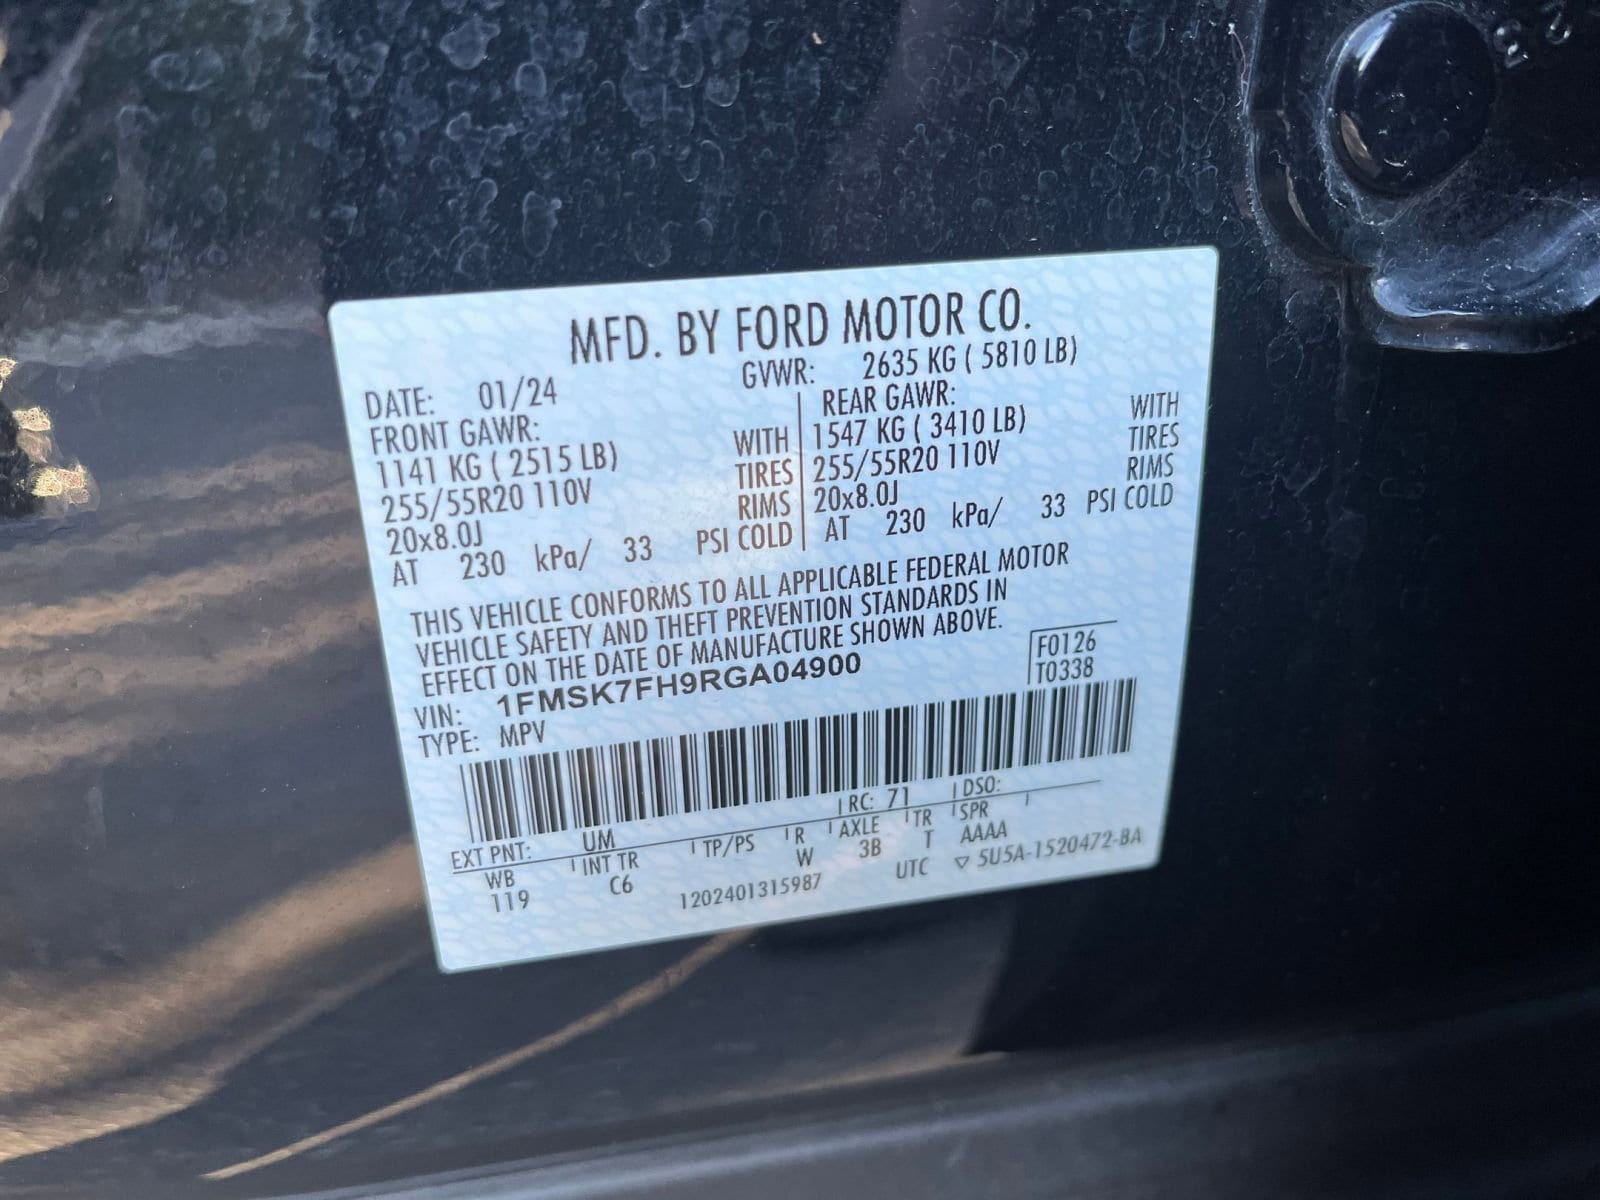 MFD. BY FORD MOTOR CO.
DATE: 01/24 GVWR: 2635 KG ( 5810 LB)
FRONT GAWR: REAR GAWR:
1141 KG ( 2515 LB) WITH 1547 KG ( 3410 LB) WITH
255/55R20 110V TIRES 255/55R20 110V TIRES
20x8.0J RIMS 20x8.0J RIMS
AT 230 kPa/ 33 PSI COLD AT 230 kPa/ 33 PSI COLD
THIS VEHICLE CONFORMS TO ALL APPLICABLE FEDERAL MOTOR
VEHICLE SAFETY AND THEFT PREVENTION STANDARDS IN
EFFECT ON THE DATE OF MANUFACTURE SHOWN ABOVE.
VIN: 1FMSK7FH9RGA04900 F0126
TYPE: MPV T0338
EXT PNT: UM RC: 71 DSO:
WB INT TR TP/PS R AXLE TR SPR
119 C6 W 3B T AAAA
1202401315987 UTC ▽ 5U5A-1520472-BA